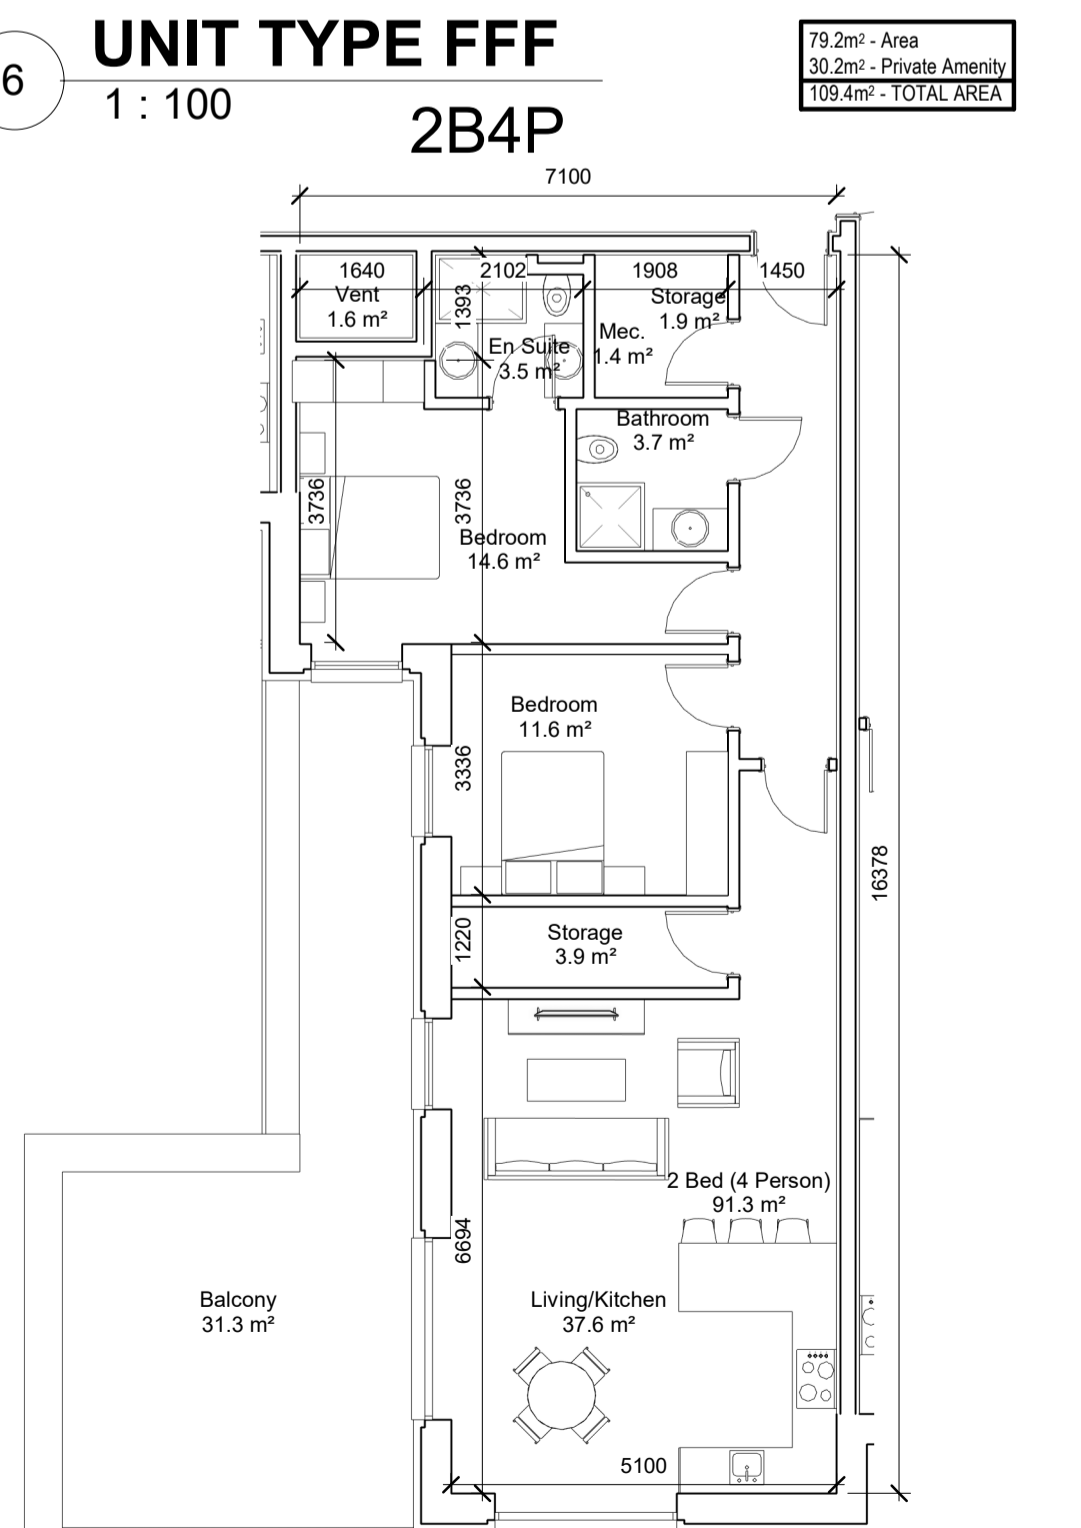 6
UNIT TYPE FFF
1 : 100
2B4P
79.2m² - Area
30.2m² - Private Amenity
109.4m² - TOTAL AREA
7100
1640
2102
1908
1450
Vent
1.6 m²
1393
Storage
1.9 m²
Mec.
1.4 m²
En Suite
3.5 m²
Bathroom
3.7 m²
3736
3736
Bedroom
14.6 m²
Bedroom
11.6 m²
3336
16378
Storage
3.9 m²
1220
2 Bed (4 Person)
91.3 m²
6694
Balcony
31.3 m²
Living/Kitchen
37.6 m²
5100